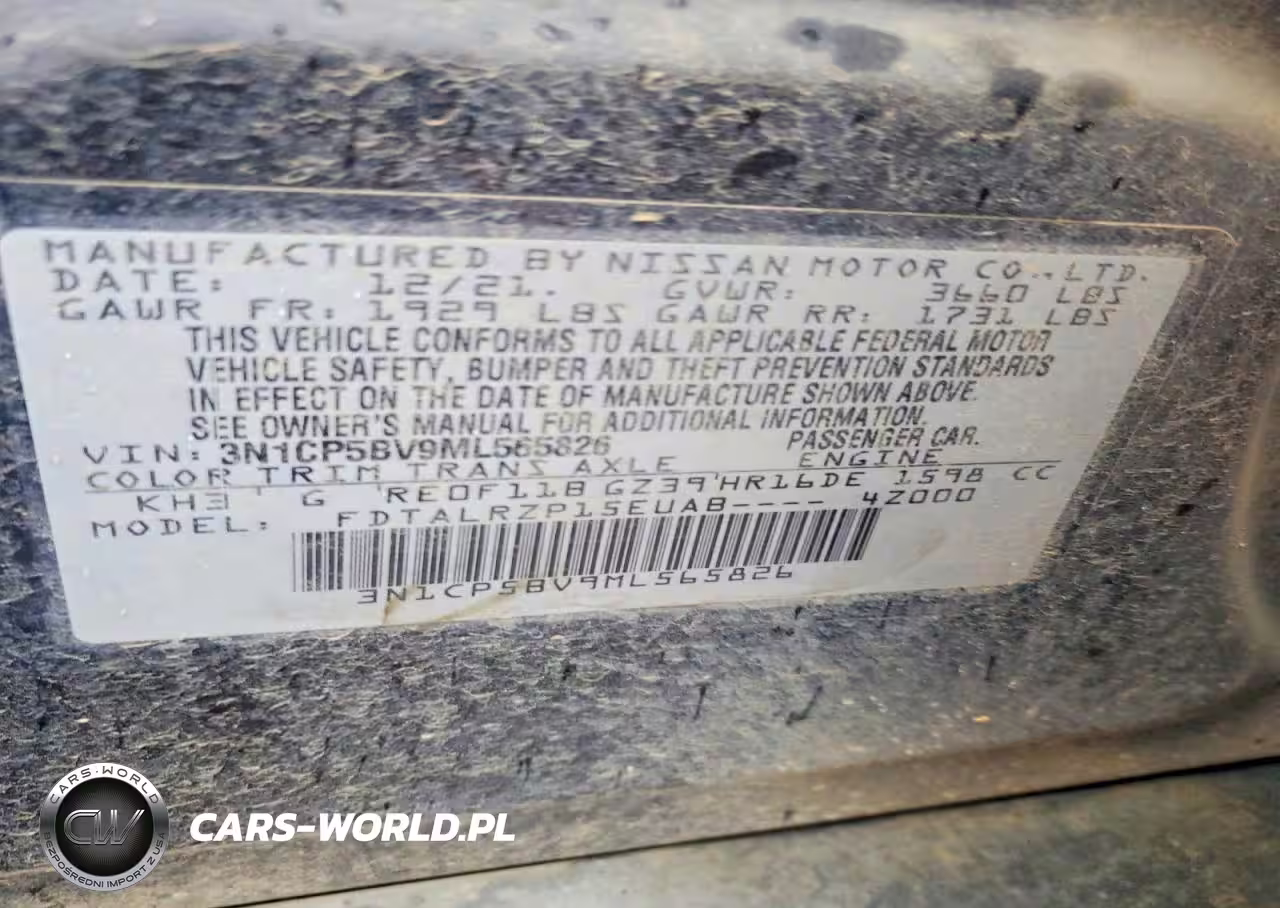 MANUFACTURED BY NISSAN MOTOR CO., LTD.
DATE: 12/21. GVWR: 3660 LBS
GAWR FR: 1929 LBS GAWR RR: 1731 LBS
THIS VEHICLE CONFORMS TO ALL APPLICABLE FEDERAL MOTOR
VEHICLE SAFETY, BUMPER AND THEFT PREVENTION STANDARDS
IN EFFECT ON THE DATE OF MANUFACTURE SHOWN ABOVE.
SEE OWNER'S MANUAL FOR ADDITIONAL INFORMATION.
VIN: 3N1CP5BV9ML565826 PASSENGER CAR.
COLOR TRIM TRANS AXLE ENGINE
KH3 G RE0F11B GZ39 HR16DE 1598 CC
MODEL: FDTALRZP15EUAB---- 4Z000
3N1CP5BV9ML565826
CARS-WORLD
CW
BEZPOŚREDNI IMPORT Z USA
CARS-WORLD.PL